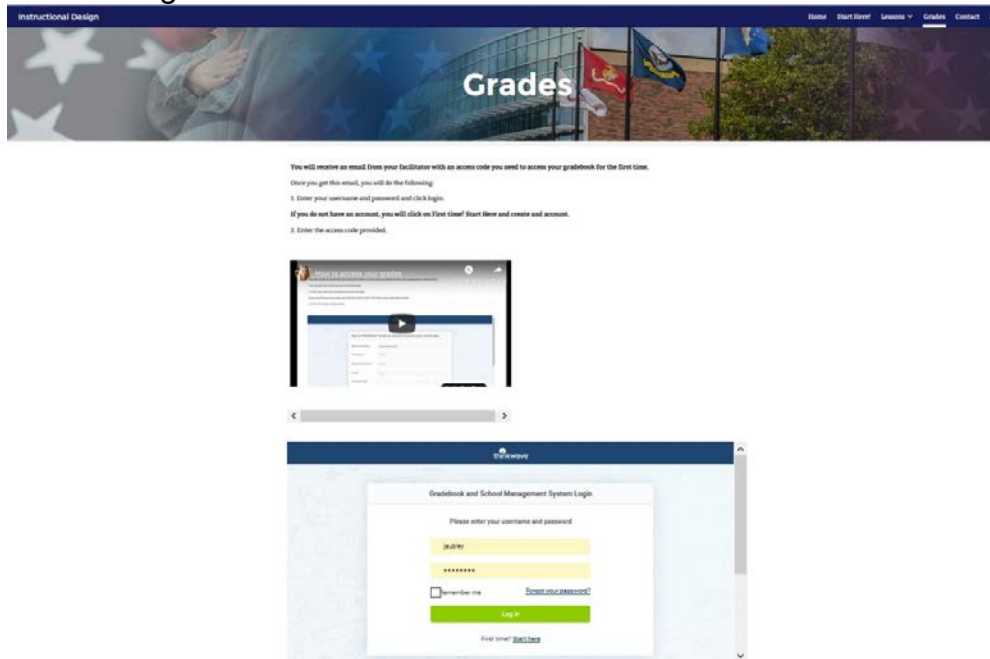 Instructional Design
Home Start Here! Lessons Grades Contact
Grades
You will receive an email from your facilitator with an access code you need to access your gradebook for the first time.
Once you get this email, you will do the following:
1. Enter your username and password and click login.
If you do not have an account, you will click on First time? Start Here and create and account.
2. Enter the access code provided.
How to access your grades
thinkwave
Gradebook and School Management System Login
Please enter your username and password
jaubley
********
Remember me Forgot your password?
Log in
First time? Start here